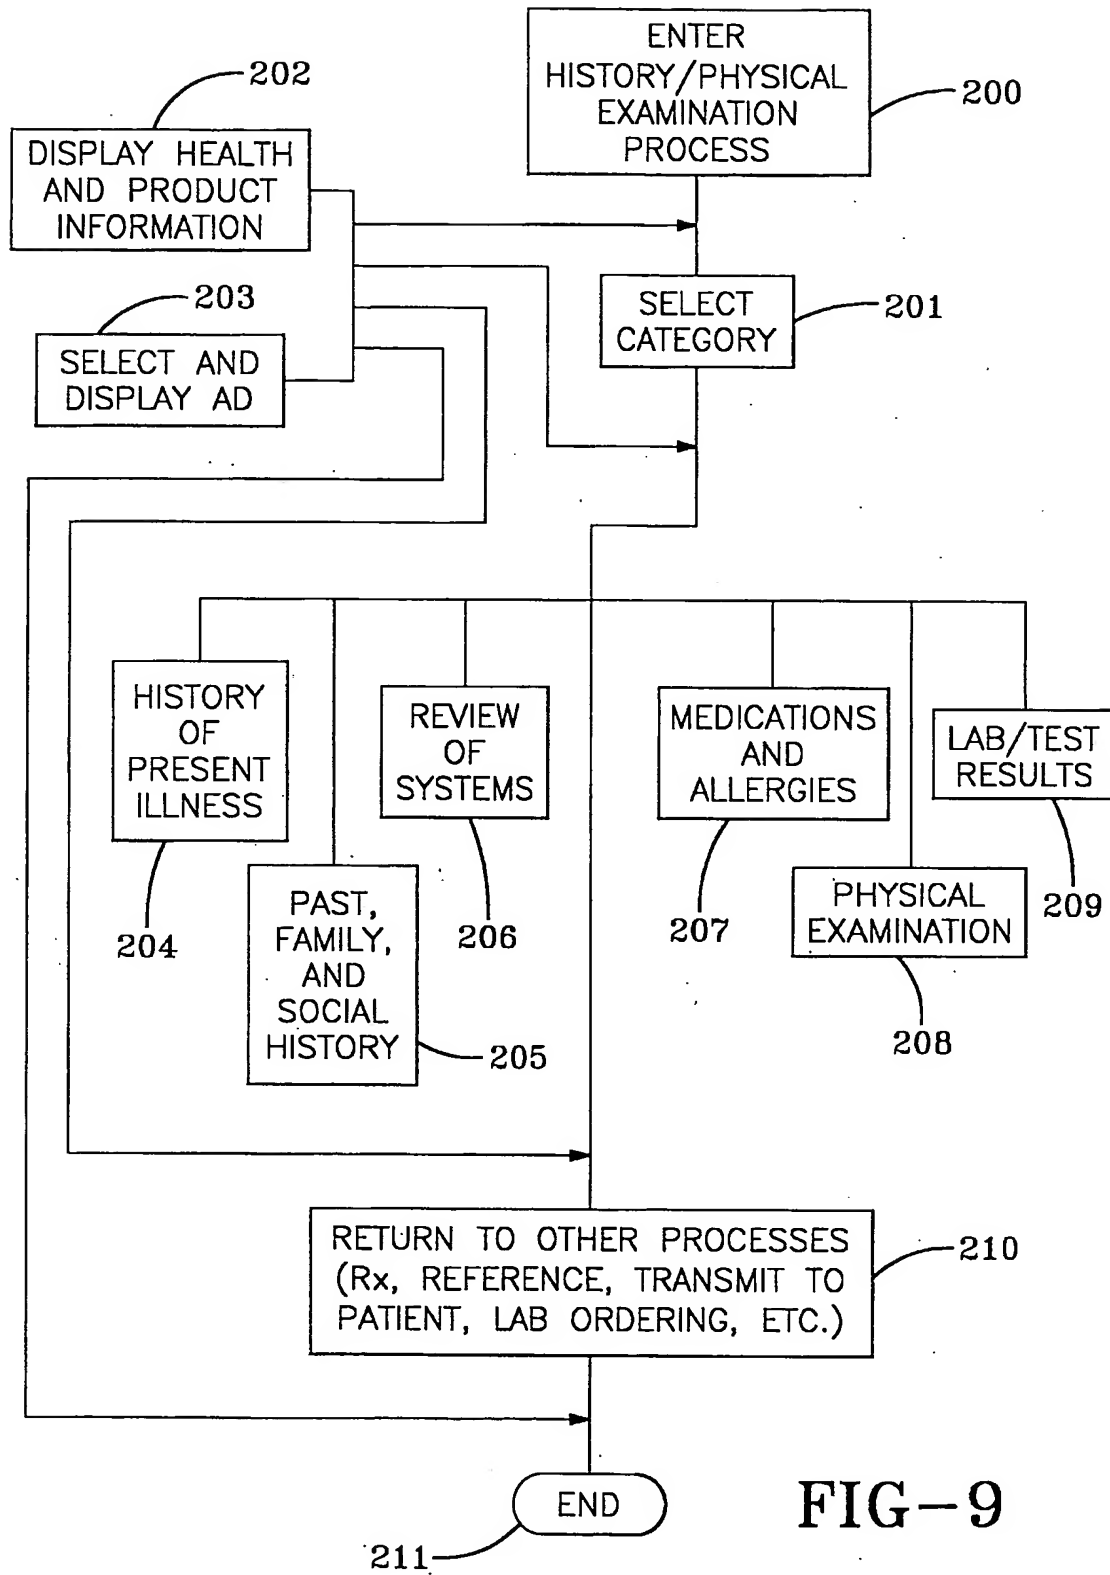 ENTER
HISTORY/PHYSICAL
EXAMINATION
PROCESS
200
202
DISPLAY HEALTH
AND PRODUCT
INFORMATION
203
SELECT AND
DISPLAY AD
SELECT
CATEGORY
201
HISTORY
OF
PRESENT
ILLNESS
204
PAST,
FAMILY,
AND
SOCIAL
HISTORY
205
REVIEW
OF
SYSTEMS
206
MEDICATIONS
AND
ALLERGIES
207
PHYSICAL
EXAMINATION
208
LAB/TEST
RESULTS
209
RETURN TO OTHER PROCESSES
(Rx, REFERENCE, TRANSMIT TO
PATIENT, LAB ORDERING, ETC.)
210
END
211
FIG-9